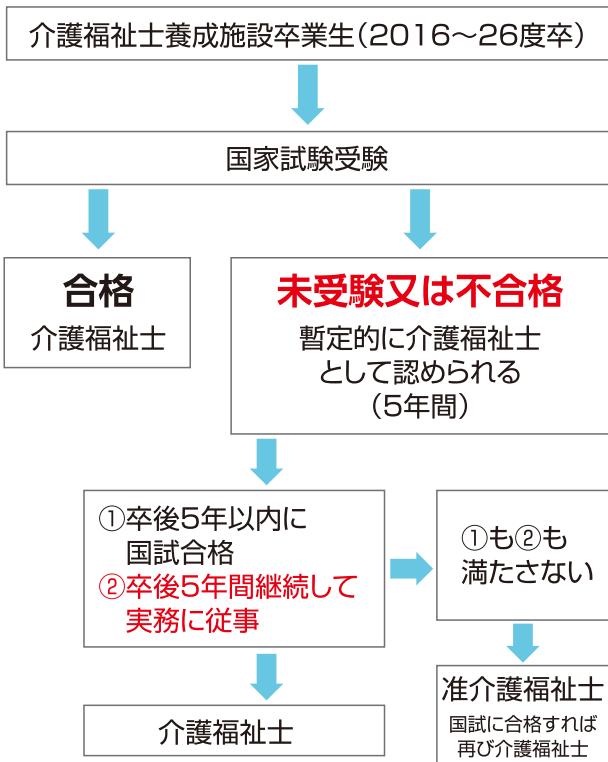 介護福祉士養成施設卒業生（2016～26度卒）
国家試験受験
合格
介護福祉士
未受験又は不合格
暫定的に介護福祉士
として認められる
（5年間）
①卒後5年以内に
国試合格
②卒後5年間継続して
実務に従事
①も②も
満たさない
介護福祉士
准介護福祉士
国試に合格すれば
再び介護福祉士